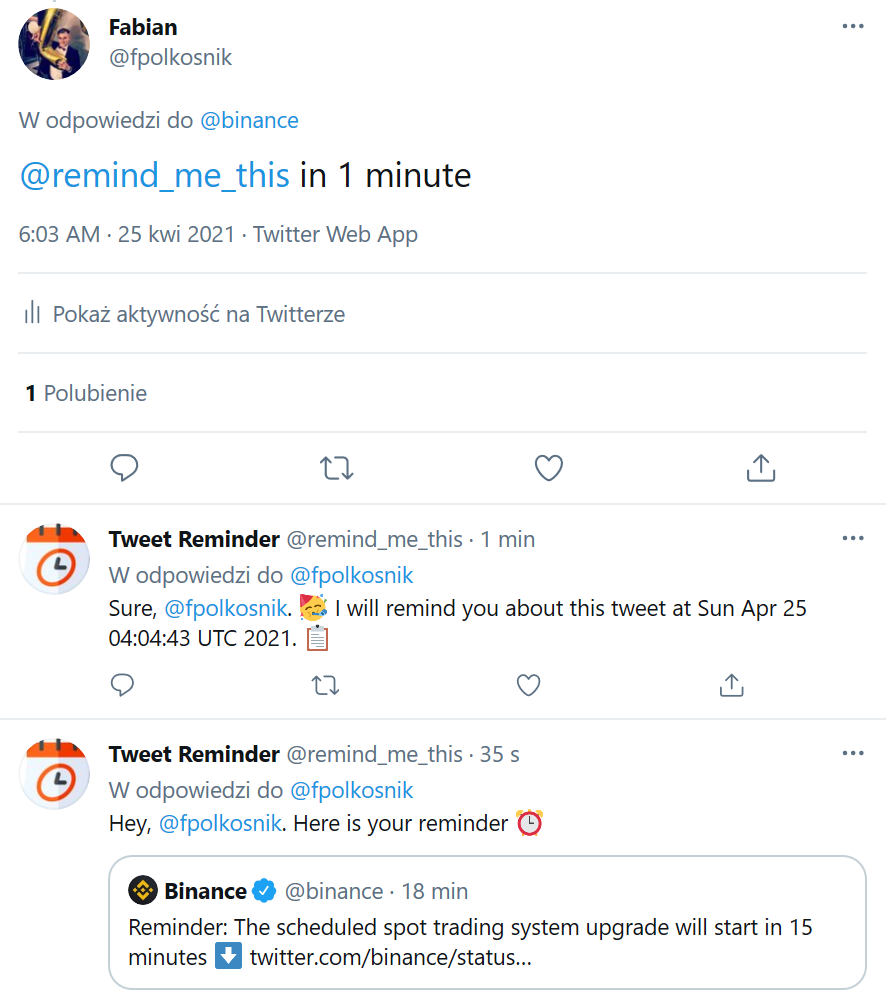 Fabian
@fpolkosnik
W odpowiedzi do @binance
@remind_me_this in 1 minute
6:03 AM · 25 kwi 2021 · Twitter Web App
Pokaż aktywność na Twitterze
1 Polubienie
Tweet Reminder @remind_me_this · 1 min
W odpowiedzi do @fpolkosnik
Sure, @fpolkosnik. 🥳 I will remind you about this tweet at Sun Apr 25
04:04:43 UTC 2021. 📋
Tweet Reminder @remind_me_this · 35 s
W odpowiedzi do @fpolkosnik
Hey, @fpolkosnik. Here is your reminder ⏰
Binance @binance · 18 min
Reminder: The scheduled spot trading system upgrade will start in 15
minutes ⬇️ twitter.com/binance/status...